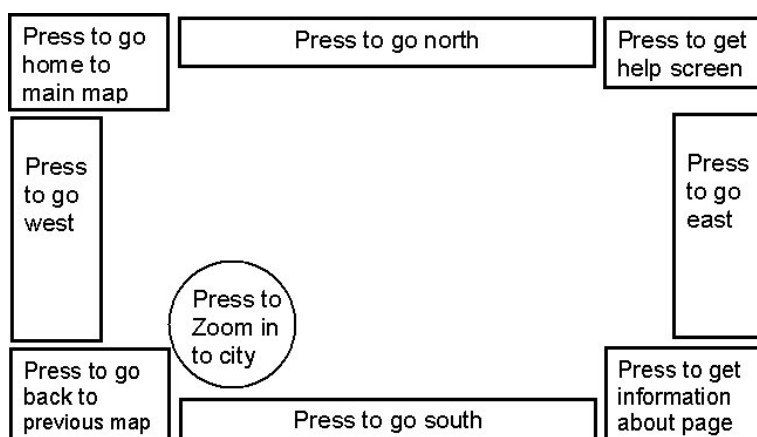 Press to go
home to
main map
Press to go north
Press to get
help screen
Press
to go
west
Press
to go
east
Press to
Zoom in
to city
Press to go
back to
previous map
Press to go south
Press to get
information
about page